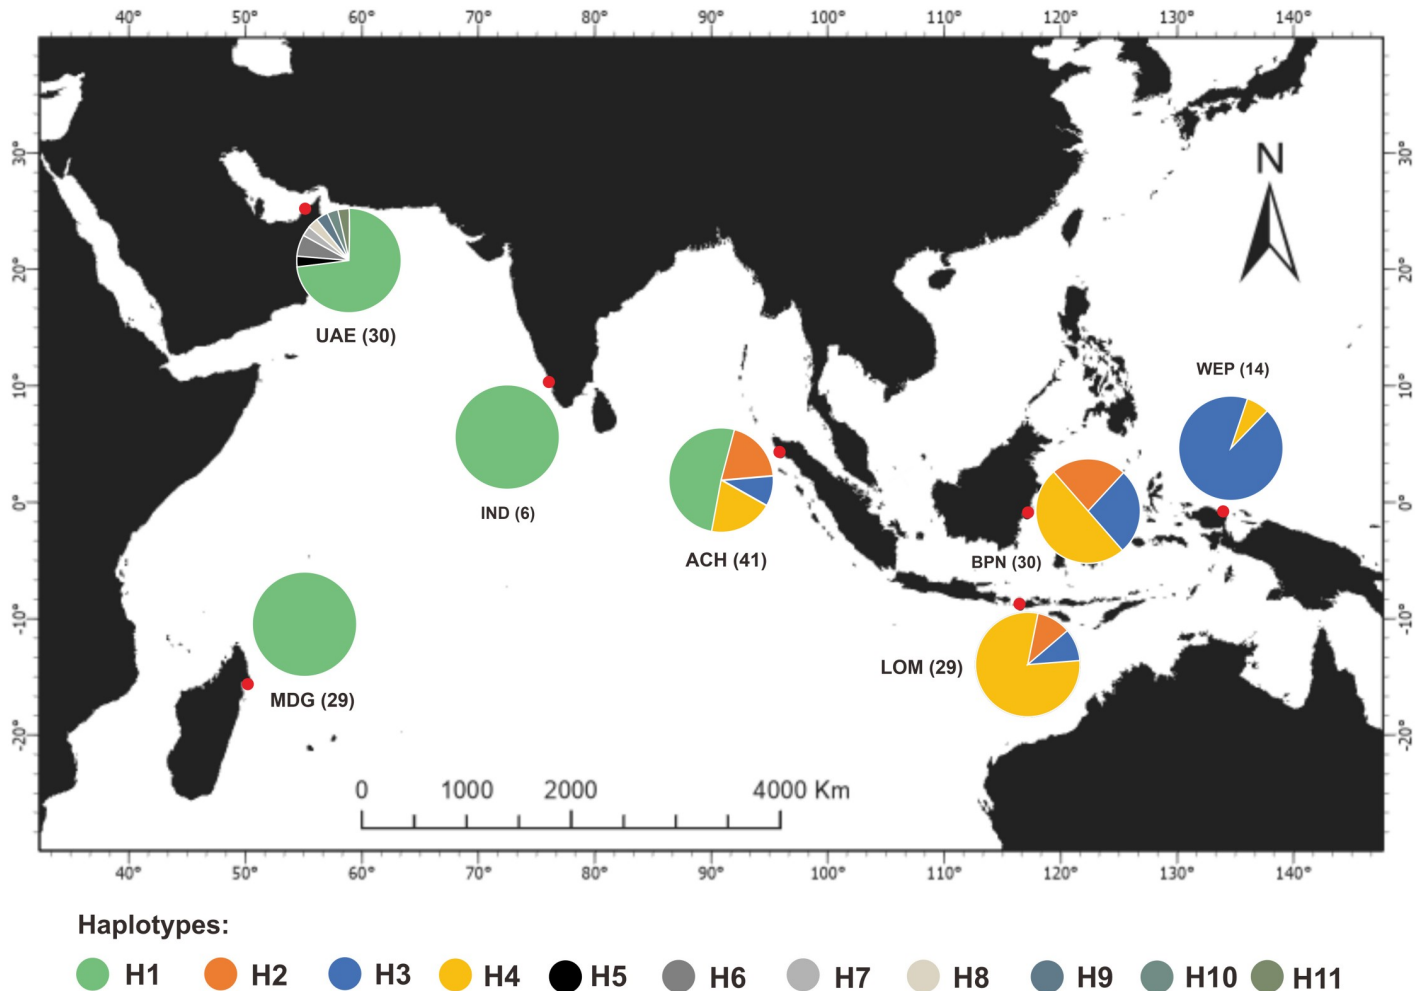 40° 50° 60° 70° 80° 90° 100° 110° 120° 130° 140°
30° 30°
N
20° 20°
UAE (30)
10° 10°
WEP (14)
IND (6)
0° 0°
ACH (41)
BPN (30)
-10° -10°
LOM (29)
MDG (29)
-20° -20°
0 1000 2000 4000 Km
40° 50° 60° 70° 80° 90° 100° 110° 120° 130° 140°
Haplotypes:
H1 H2 H3 H4 H5 H6 H7 H8 H9 H10 H11